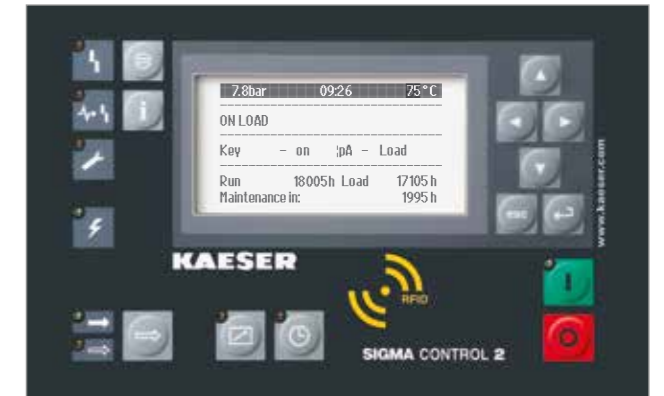 7.8bar 09:26 75°C
ON LOAD
Key - on ¦pA - Load
Run 18005h Load 17105h
Maintenance in: 1995h
esc
www.kaeser.com
KAESER
RFID
SIGMA CONTROL 2